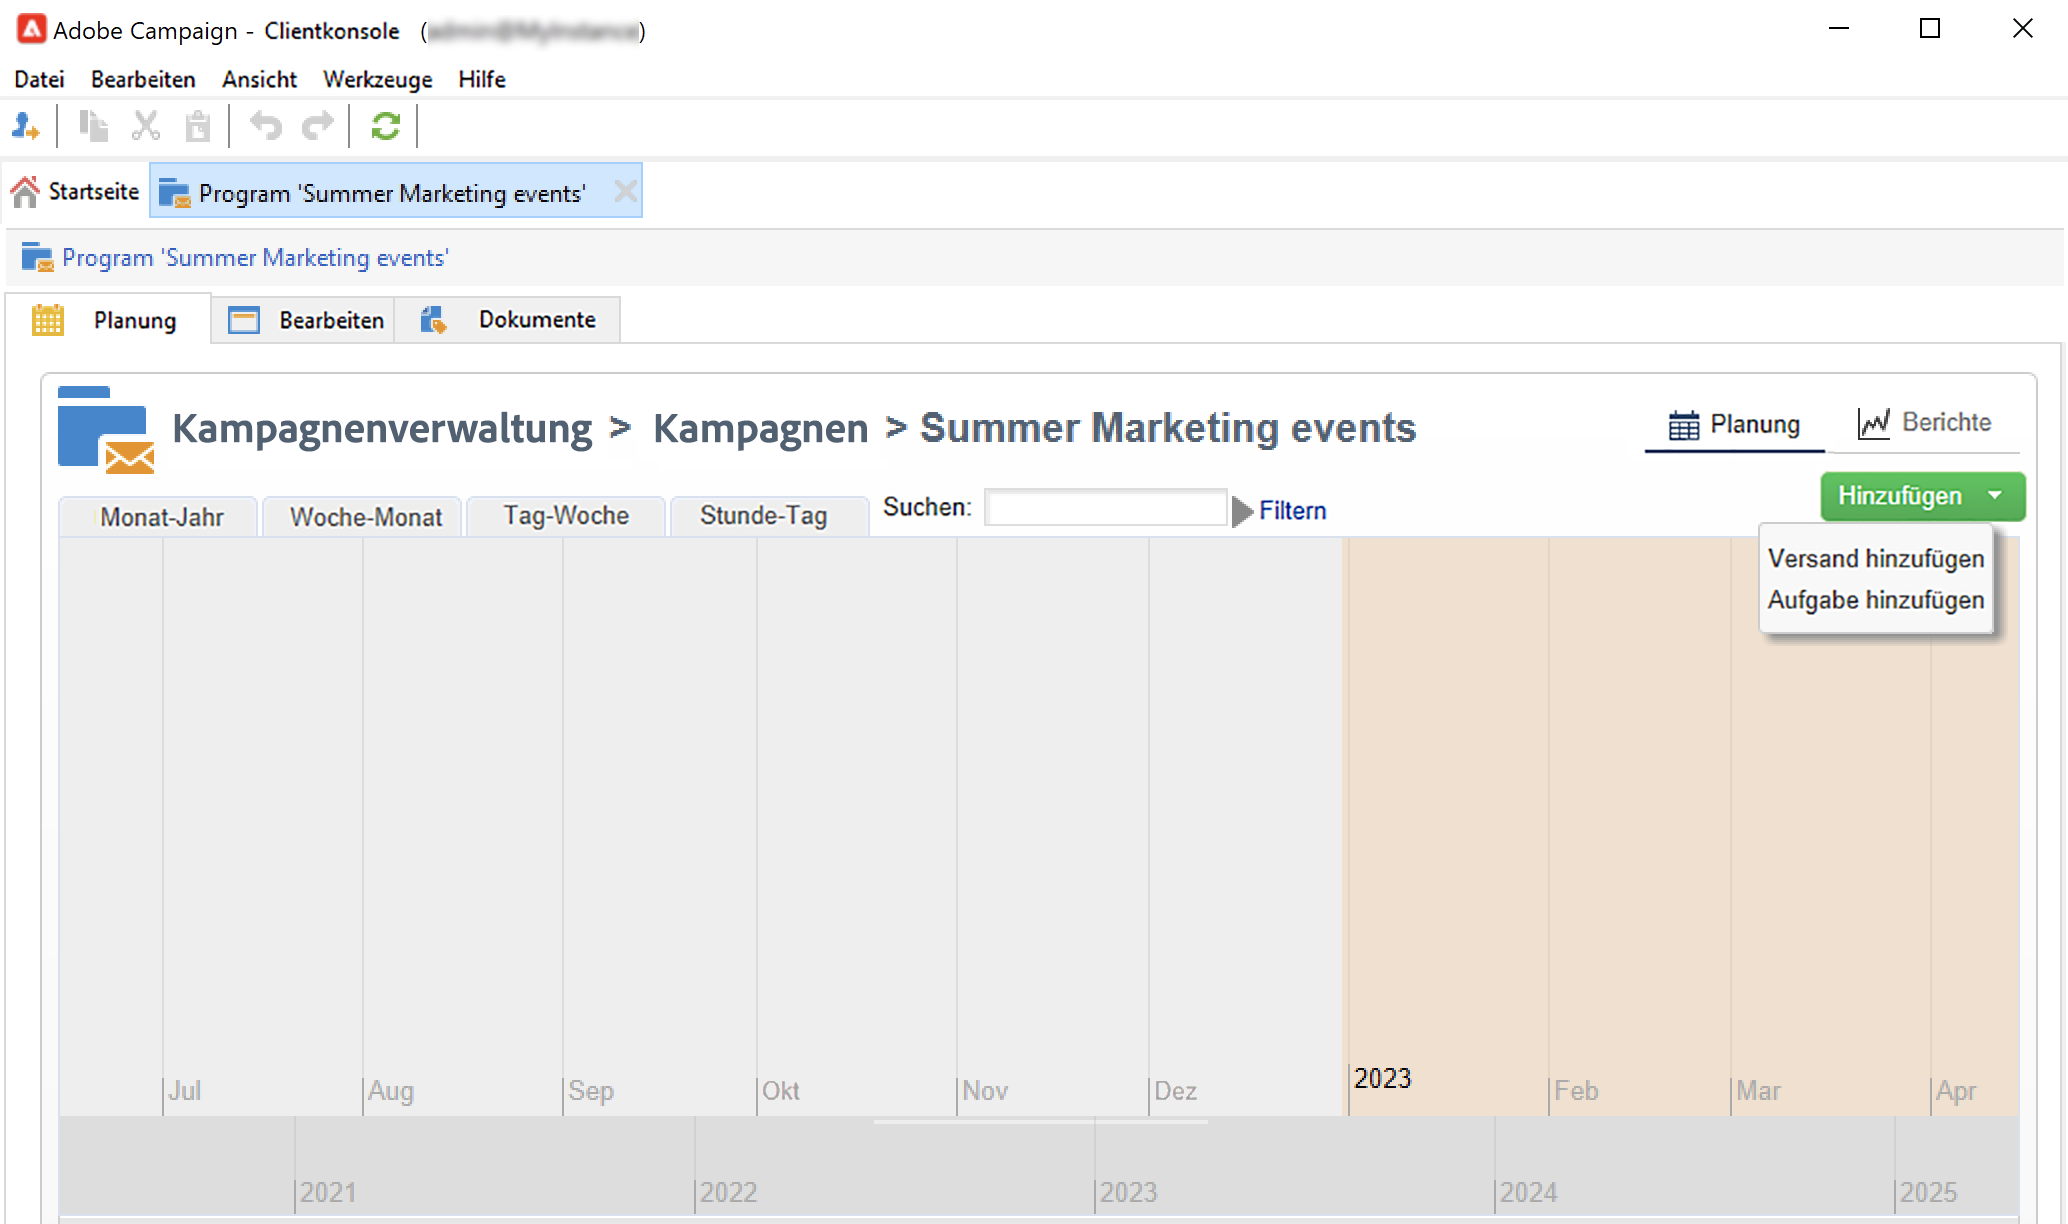 Adobe Campaign - Clientkonsole ( )
Datei Bearbeiten Ansicht Werkzeuge Hilfe
Startseite Program 'Summer Marketing events'
Program 'Summer Marketing events'
Planung Bearbeiten Dokumente
Kampagnenverwaltung > Kampagnen > Summer Marketing events
Planung Berichte
Monat-Jahr Woche-Monat Tag-Woche Stunde-Tag Suchen: Filtern
Hinzufügen
Versand hinzufügen
Aufgabe hinzufügen
Jul Aug Sep Okt Nov Dez 2023 Feb Mar Apr
2021 2022 2023 2024 2025